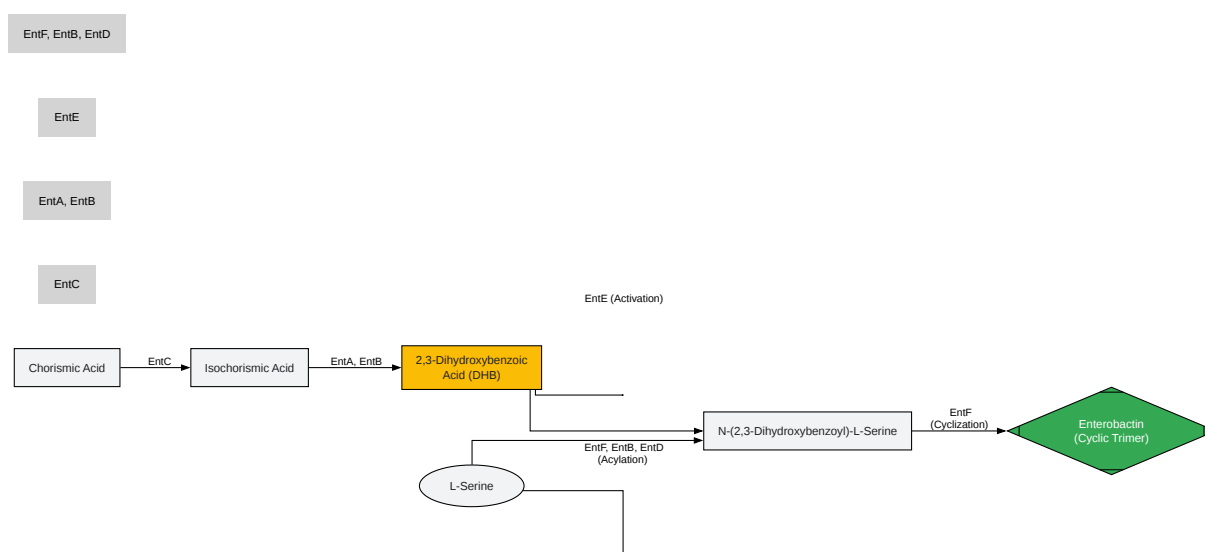 EntF, EntB, EntD
EntE
EntA, EntB
EntC
EntE (Activation)
Chorismic Acid
EntC
Isochorismic Acid
EntA, EntB
2,3-Dihydroxybenzoic
Acid (DHB)
N-(2,3-Dihydroxybenzoyl)-L-Serine
EntF
(Cyclization)
Enterobactin
(Cyclic Trimer)
EntF, EntB, EntD
(Acylation)
L-Serine